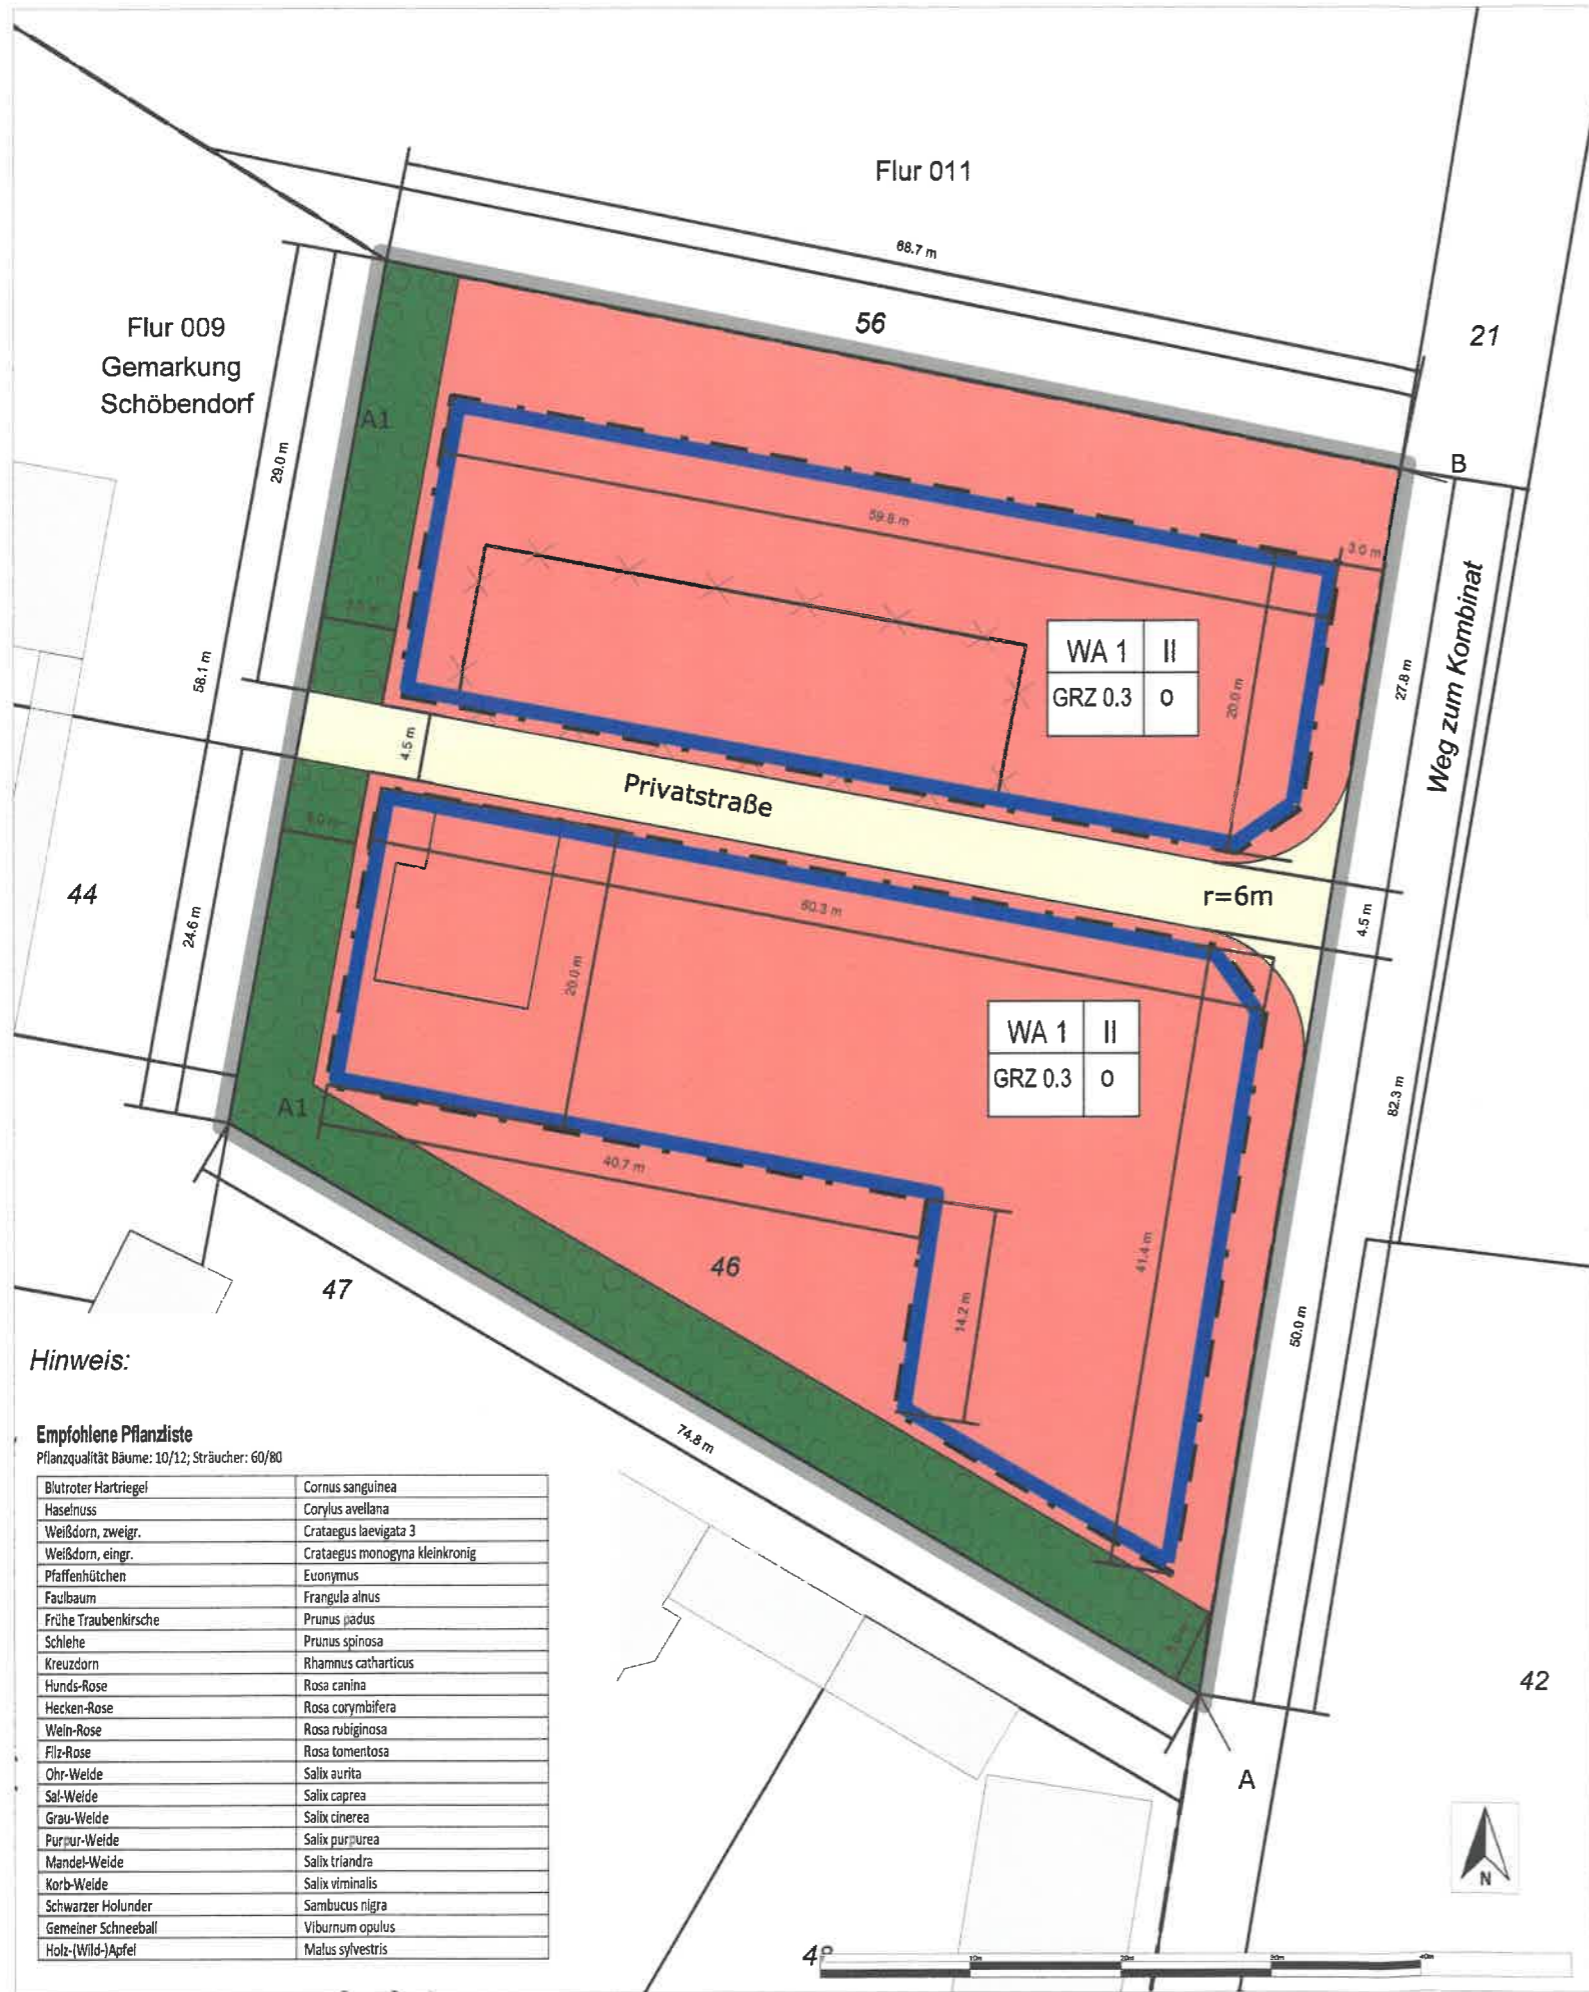 Flur 011
68.7 m
56
21
Flur 009
Gemarkung
Schöbendorf
A1
29.0 m
B
59.8 m
3.0 m
Weg zum Kombinat
WA 1 II
GRZ 0.3 o
20.0 m
27.8 m
58.1 m
4.5 m
Privatstraße
5.0 m
r=6m
44
24.6 m
60.3 m
4.5 m
20.0 m
WA 1 II
GRZ 0.3 o
82.3 m
A1
40.7 m
46
41.4 m
14.2 m
47
50.0 m
74.8 m
42
A
N
Hinweis:
Empfohlene Pflanzliste
Pflanzqualität Bäume: 10/12; Sträucher: 60/80
Blutroter Hartriegel Cornus sanguinea
Haselnuss Corylus avellana
Weißdorn, zweigr. Crataegus laevigata 3
Weißdorn, eingr. Crataegus monogyna kleinkronig
Pfaffenhütchen Euonymus
Faulbaum Frangula alnus
Frühe Traubenkirsche Prunus padus
Schlehe Prunus spinosa
Kreuzdorn Rhamnus catharticus
Hunds-Rose Rosa canina
Hecken-Rose Rosa corymbifera
Wein-Rose Rosa rubiginosa
Filz-Rose Rosa tomentosa
Ohr-Weide Salix aurita
Sal-Weide Salix caprea
Grau-Weide Salix cinerea
Purpur-Weide Salix purpurea
Mandel-Weide Salix triandra
Korb-Weide Salix viminalis
Schwarzer Holunder Sambucus nigra
Gemeiner Schneeball Viburnum opulus
Holz-(Wild-)Apfel Malus sylvestris
10m 20m 30m 40m